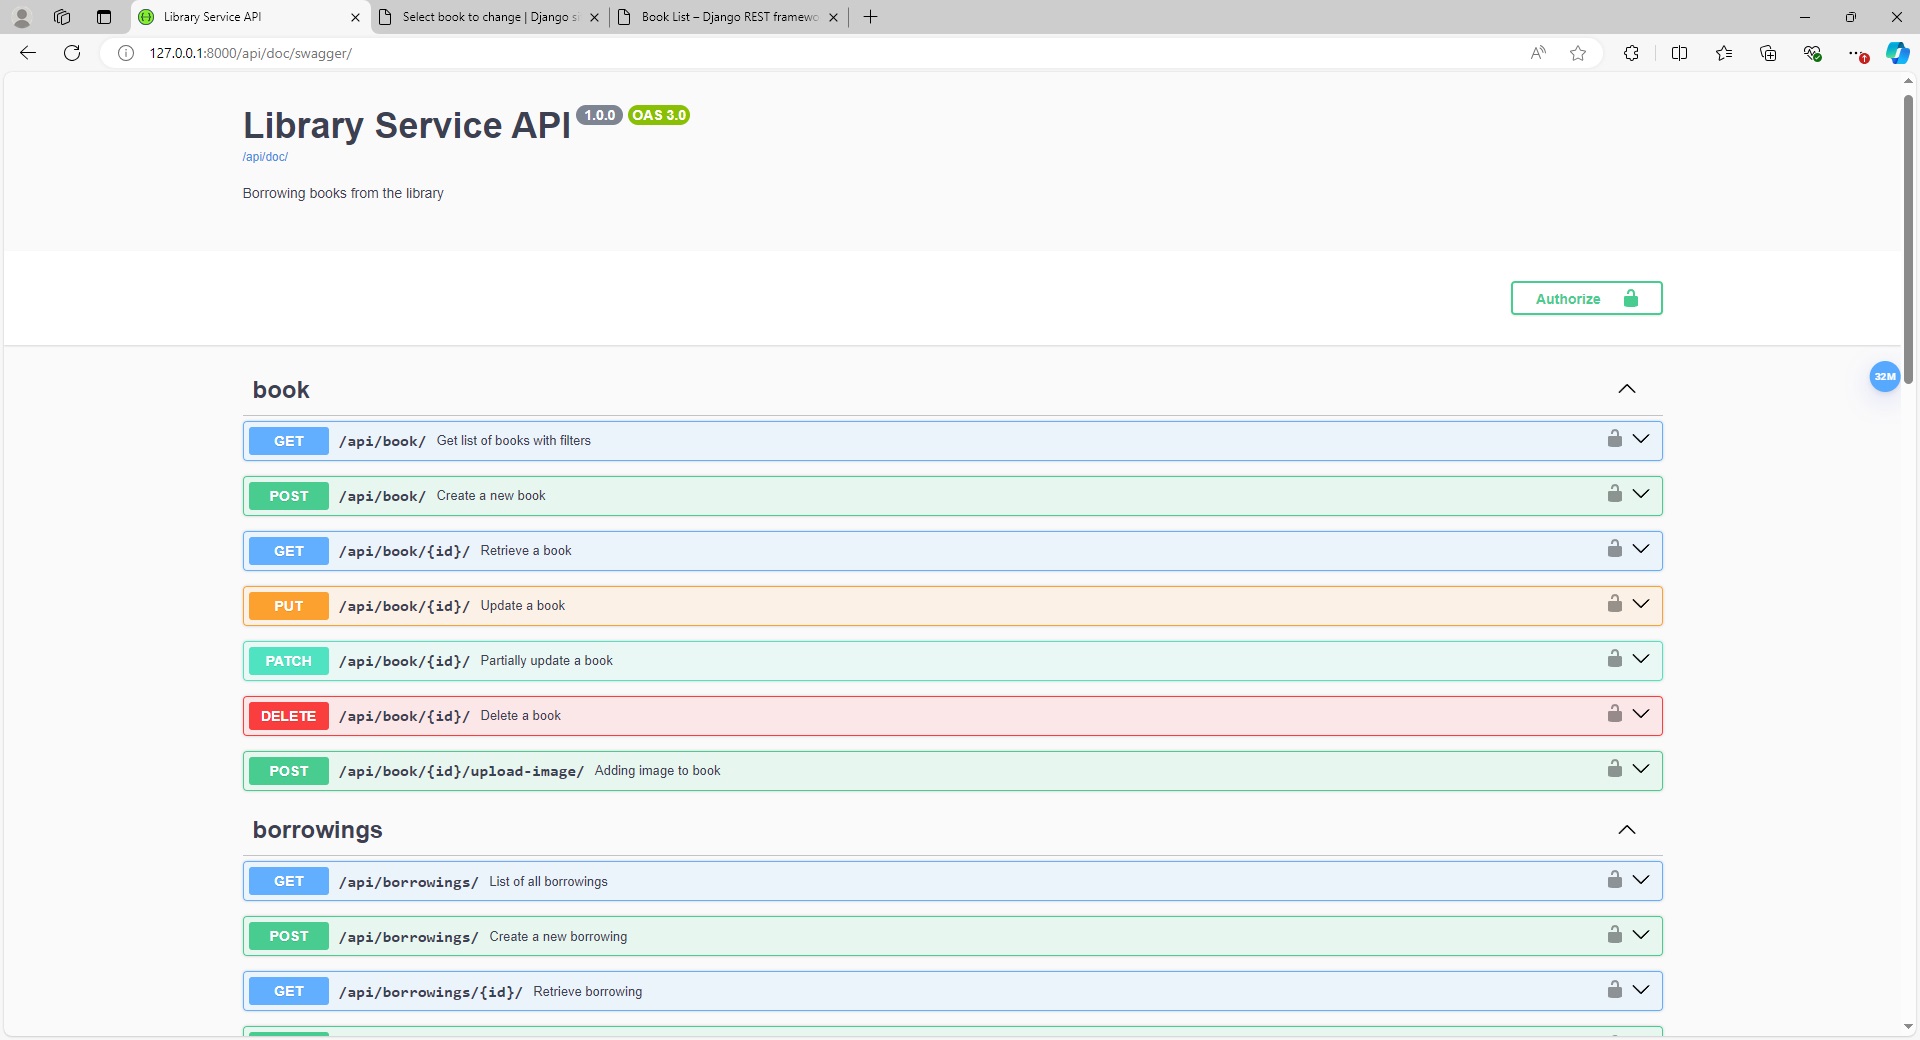 Library Service API
Select book to change | Django si
Book List – Django REST framewo
127.0.0.1:8000/api/doc/swagger/
Library Service API 1.0.0 OAS 3.0
/api/doc/
Borrowing books from the library
Authorize
32M
book
GET /api/book/ Get list of books with filters
POST /api/book/ Create a new book
GET /api/book/{id}/ Retrieve a book
PUT /api/book/{id}/ Update a book
PATCH /api/book/{id}/ Partially update a book
DELETE /api/book/{id}/ Delete a book
POST /api/book/{id}/upload-image/ Adding image to book
borrowings
GET /api/borrowings/ List of all borrowings
POST /api/borrowings/ Create a new borrowing
GET /api/borrowings/{id}/ Retrieve borrowing